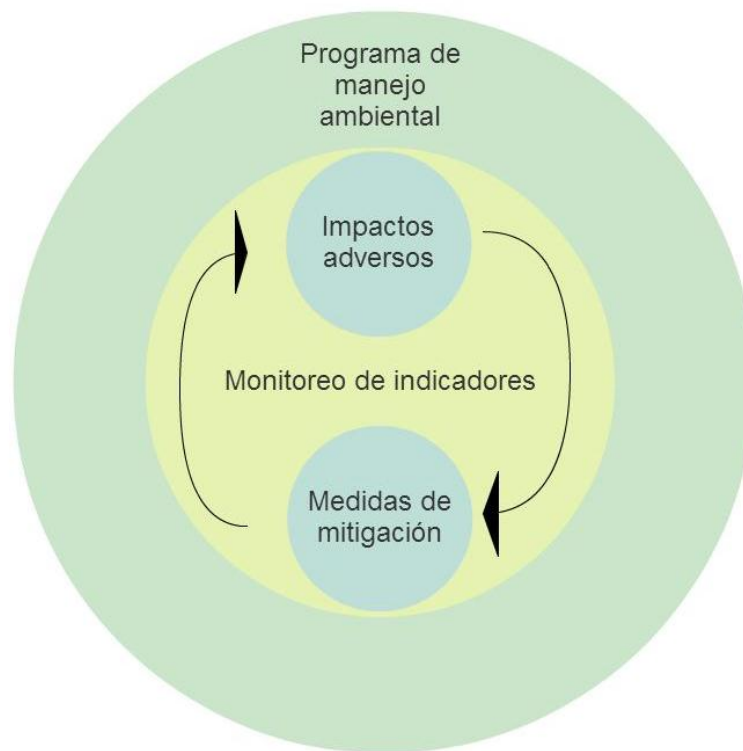 Programa de
manejo
ambiental
Impactos
adversos
Monitoreo de indicadores
Medidas de
mitigación